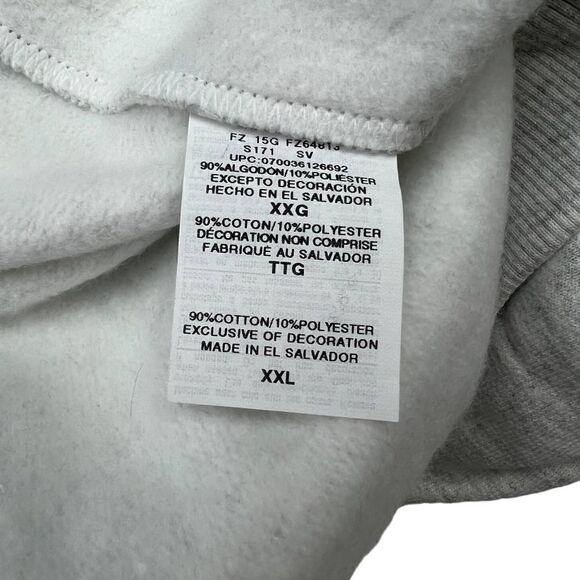 FZ 15G FZ64813
S171 SV
UPC:070036126692
90%ALGODON/10%POLIÉSTER
EXCEPTO DECORACIÓN
HECHO EN EL SALVADOR
XXG
90%COTON/10%POLYESTER
DÉCORATION NON COMPRISE
FABRIQUÉ AU SALVADOR
TTG
90%COTTON/10%POLYESTER
EXCLUSIVE OF DECORATION
MADE IN EL SALVADOR
XXL